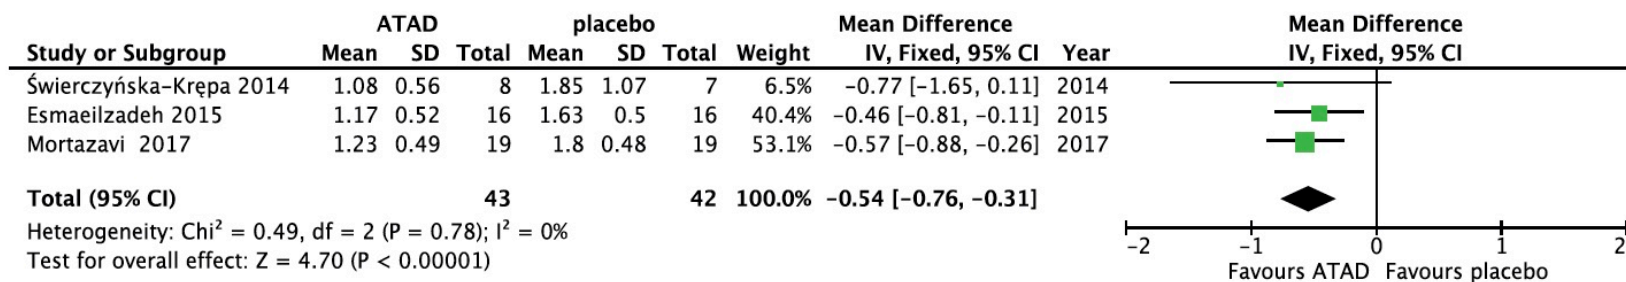 ATAD placebo Mean Difference Mean Difference
Study or Subgroup Mean SD Total Mean SD Total Weight IV, Fixed, 95% CI Year IV, Fixed, 95% CI
Świerczyńska-Krępa 2014 1.08 0.56 8 1.85 1.07 7 6.5% -0.77 [-1.65, 0.11] 2014
Esmaeilzadeh 2015 1.17 0.52 16 1.63 0.5 16 40.4% -0.46 [-0.81, -0.11] 2015
Mortazavi 2017 1.23 0.49 19 1.8 0.48 19 53.1% -0.57 [-0.88, -0.26] 2017
Total (95% CI) 43 42 100.0% -0.54 [-0.76, -0.31]
Heterogeneity: Chi² = 0.49, df = 2 (P = 0.78); I² = 0%
Test for overall effect: Z = 4.70 (P < 0.00001)
-2 -1 0 1 2
Favours ATAD Favours placebo